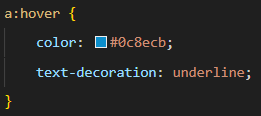 a:hover {
color: #0c8ecb;
text-decoration: underline;
}